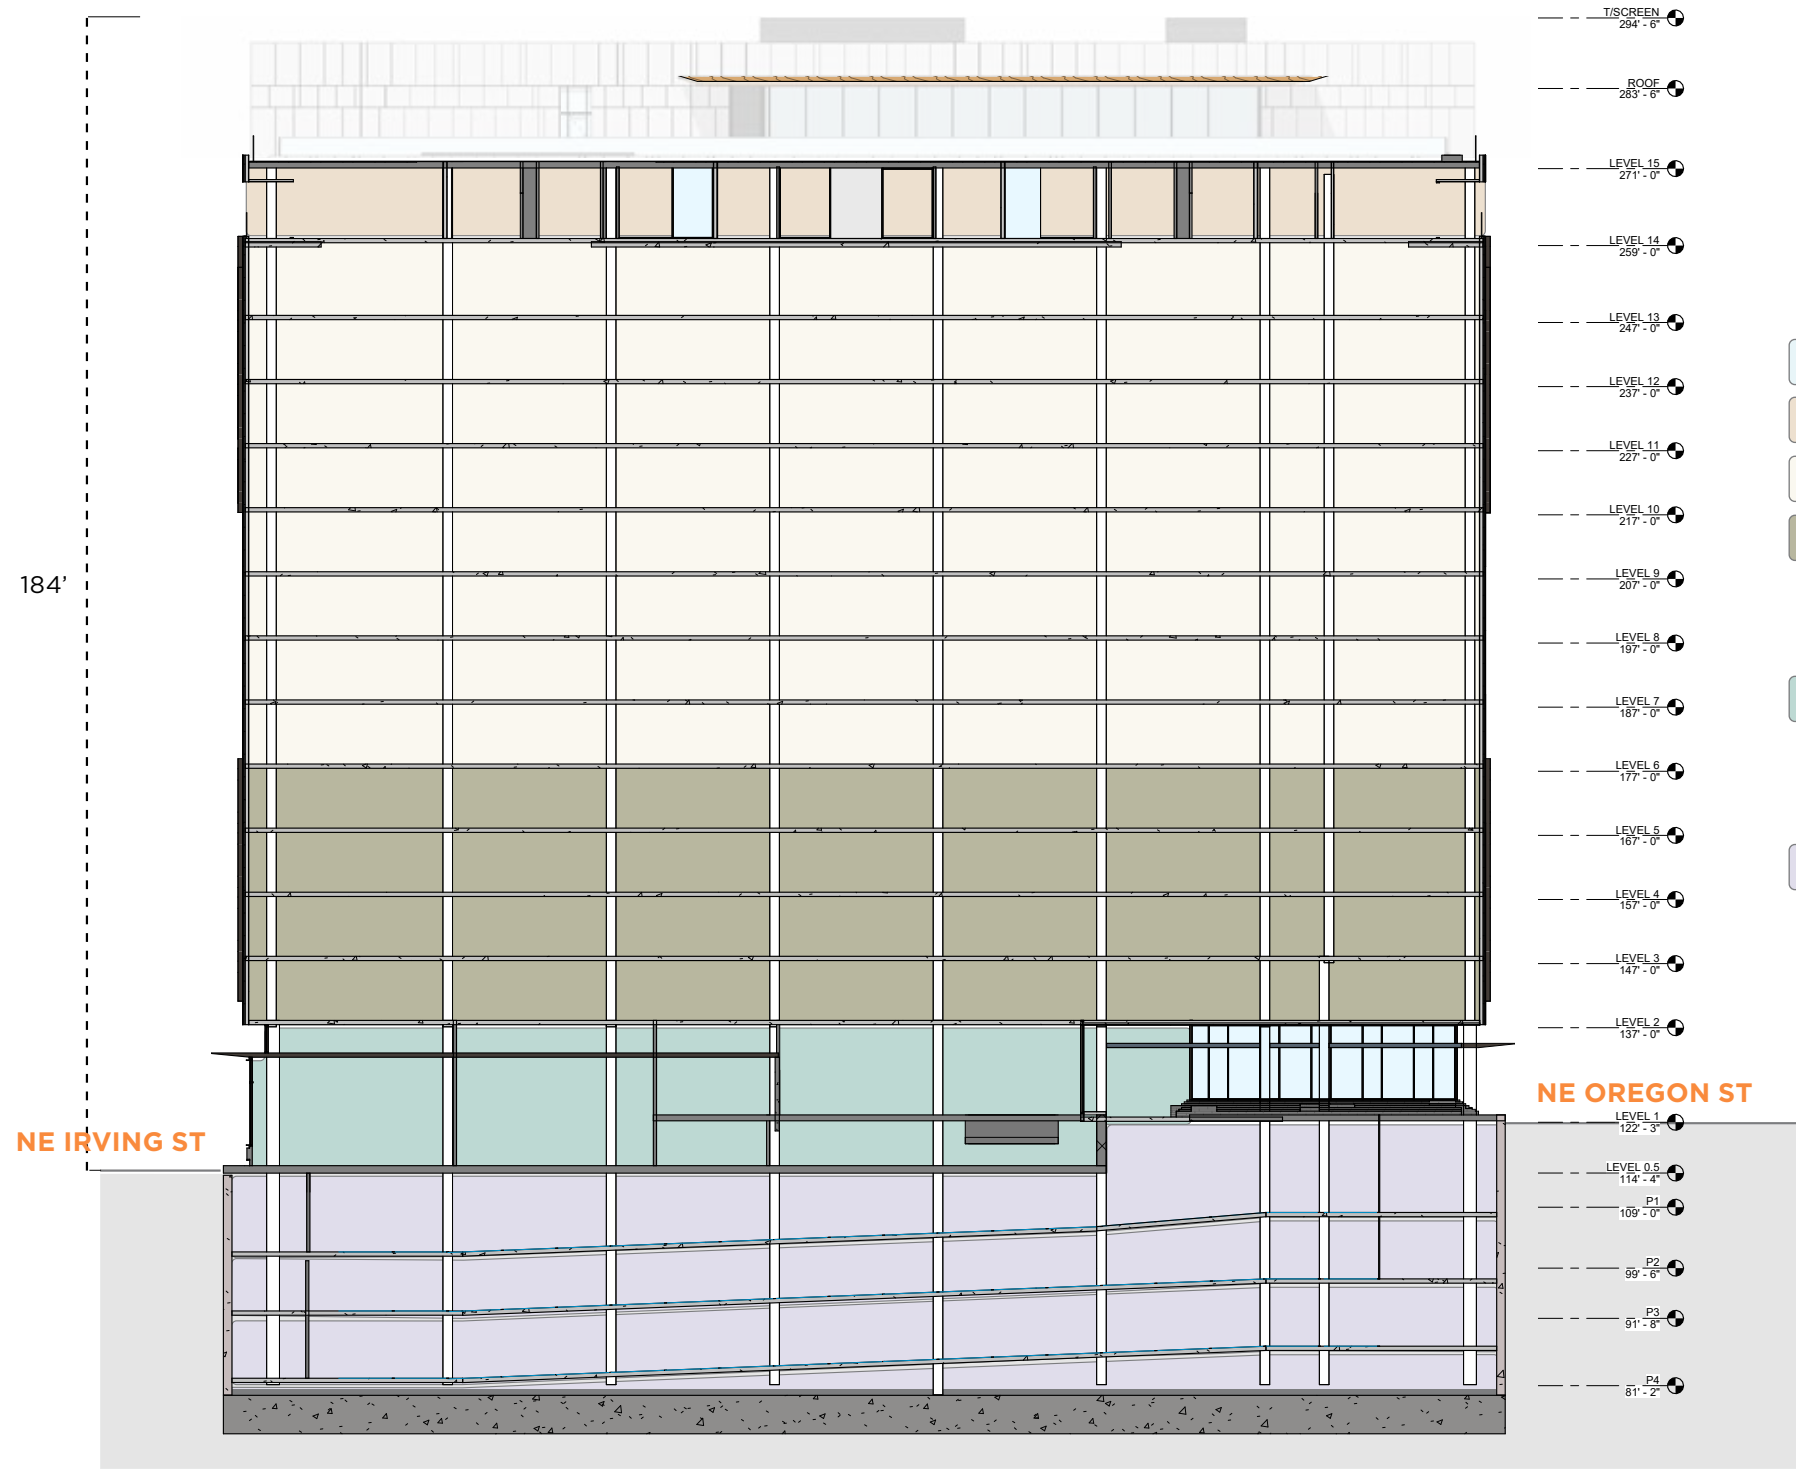 T/SCREEN
294' - 6"
ROOF
283' - 6"
LEVEL 15
271' - 0"
LEVEL 14
259' - 0"
LEVEL 13
247' - 0"
LEVEL 12
237' - 0"
LEVEL 11
227' - 0"
LEVEL 10
217' - 0"
184'
LEVEL 9
207' - 0"
LEVEL 8
197' - 0"
LEVEL 7
187' - 0"
LEVEL 6
177' - 0"
LEVEL 5
167' - 0"
LEVEL 4
157' - 0"
LEVEL 3
147' - 0"
LEVEL 2
137' - 0"
NE OREGON ST
LEVEL 1
122' - 3"
NE IRVING ST
LEVEL 0.5
114' - 4"
P1
109' - 0"
P2
99' - 6"
P3
91' - 8"
P4
81' - 2"